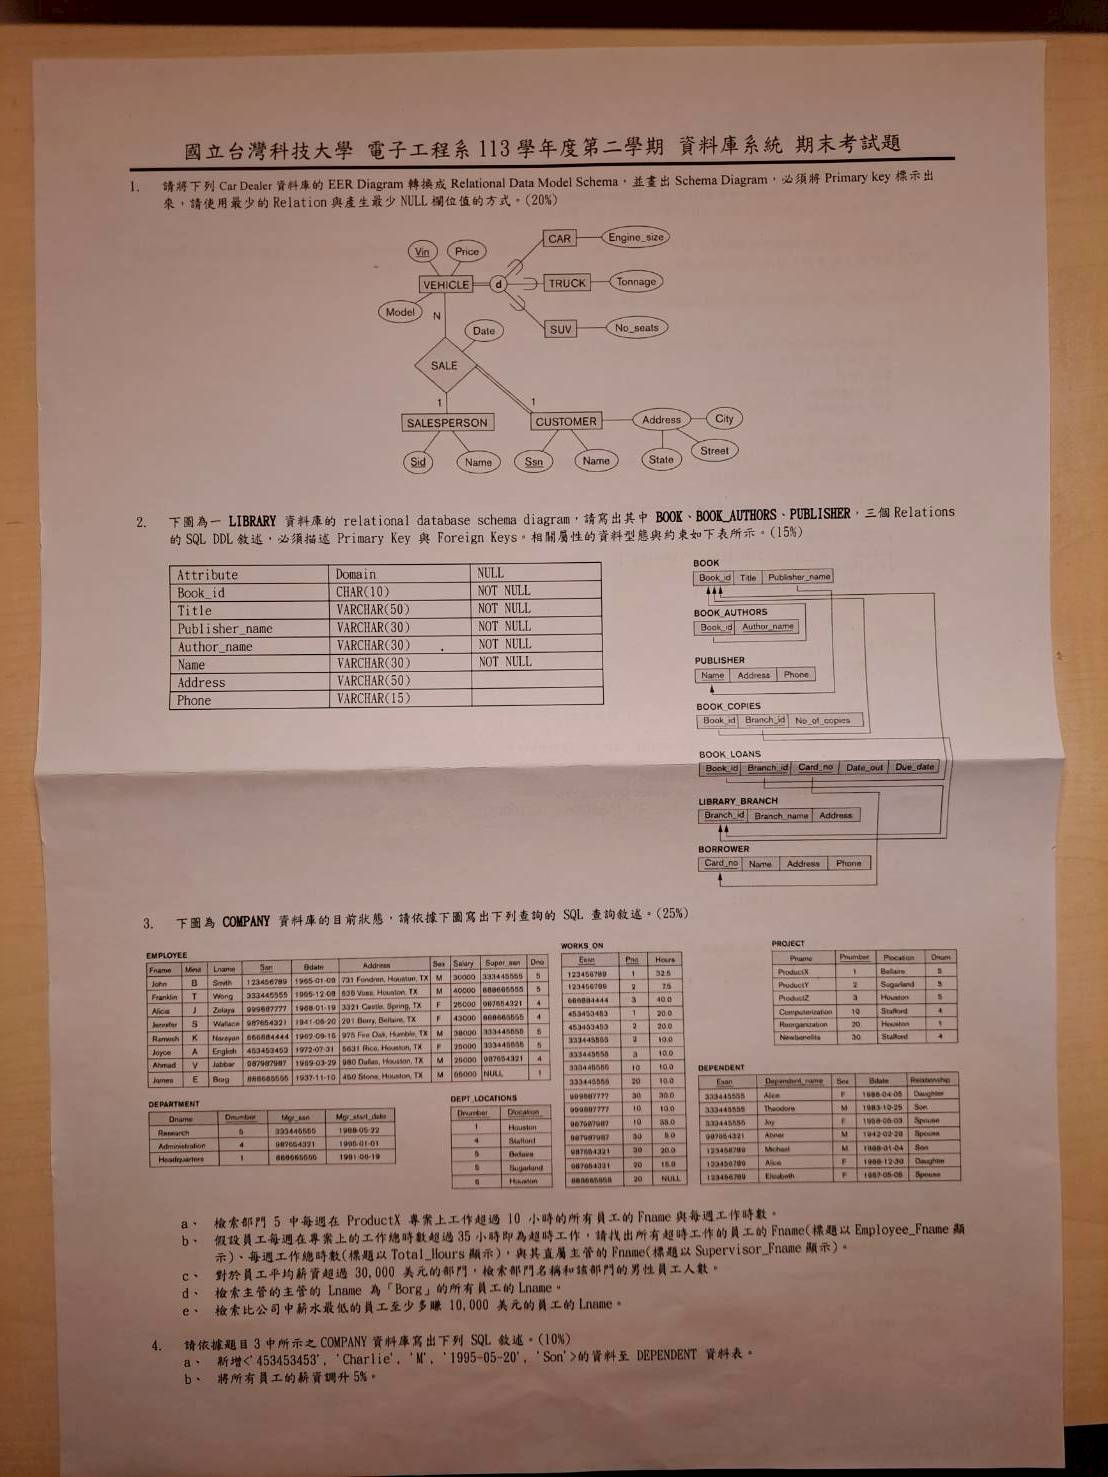 國立台灣科技大學 電子工程系 113 學年度第二學期 資料庫系統 期末考試題
1. 請將下列 Car Dealer 資料庫的 EER Diagram 轉換成 Relational Data Model Schema，並畫出 Schema Diagram，必須將 Primary key 標示出
來，請使用最少的 Relation 與產生最少 NULL 欄位值的方式。(20%)
CAR Engine_size
Vin Price
VEHICLE d TRUCK Tonnage
Model
N
Date
SUV No_seats
SALE
1 1
SALESPERSON CUSTOMER Address City
Street
Sid Name Ssn Name State
2. 下圖為一 LIBRARY 資料庫的 relational database schema diagram，請寫出其中 BOOK、BOOK_AUTHORS、PUBLISHER，三個 Relations
的 SQL DDL 敘述，必須描述 Primary Key 與 Foreign Keys。相關屬性的資料型態與約束如下表所示。(15%)
Attribute Domain NULL
Book_id CHAR(10) NOT NULL
Title VARCHAR(50) NOT NULL
Publisher_name VARCHAR(30) NOT NULL
Author_name VARCHAR(30) NOT NULL
Name VARCHAR(30) NOT NULL
Address VARCHAR(50)
Phone VARCHAR(15)
BOOK
Book_id Title Publisher_name
BOOK_AUTHORS
Book_id Author_name
PUBLISHER
Name Address Phone
BOOK_COPIES
Book_id Branch_id No_of_copies
BOOK_LOANS
Book_id Branch_id Card_no Date_out Due_date
LIBRARY_BRANCH
Branch_id Branch_name Address
BORROWER
Card_no Name Address Phone
3. 下圖為 COMPANY 資料庫的目前狀態，請依據下圖寫出下列查詢的 SQL 查詢敘述。(25%)
EMPLOYEE
Fname Minit Lname Ssn Bdate Address Sex Salary Super_ssn Dno
John B Smith 123456789 1965-01-09 731 Fondren, Houston, TX M 30000 333445555 5
Franklin T Wong 333445555 1955-12-08 638 Voss, Houston, TX M 40000 888665555 5
Alicia J Zelaya 999887777 1968-01-19 3321 Castle, Spring, TX F 25000 987654321 4
Jennifer S Wallace 987654321 1941-06-20 291 Berry, Bellaire, TX F 43000 888665555 4
Ramesh K Narayan 666884444 1962-09-15 975 Fire Oak, Humble, TX M 38000 333445555 5
Joyce A English 453453453 1972-07-31 5631 Rice, Houston, TX F 25000 333445555 5
Ahmad V Jabbar 987987987 1969-03-29 980 Dallas, Houston, TX M 25000 987654321 4
James E Borg 888665555 1937-11-10 450 Stone, Houston, TX M 55000 NULL 1
DEPARTMENT
Dname Dnumber Mgr_ssn Mgr_start_date
Research 5 333445555 1988-05-22
Administration 4 987654321 1995-01-01
Headquarters 1 888665555 1981-06-19
DEPT_LOCATIONS
Dnumber Dlocation
1 Houston
4 Stafford
5 Bellaire
5 Sugarland
5 Houston
WORKS_ON
Essn Pno Hours
123456789 1 32.5
123456789 2 7.5
666884444 3 40.0
453453453 1 20.0
453453453 2 20.0
333445555 2 10.0
333445555 3 10.0
333445555 10 10.0
333445555 20 10.0
999887777 30 30.0
999887777 10 10.0
987987987 10 35.0
987987987 30 5.0
987654321 30 20.0
987654321 20 15.0
888665555 20 NULL
PROJECT
Pname Pnumber Plocation Dnum
ProductX 1 Bellaire 5
ProductY 2 Sugarland 5
ProductZ 3 Houston 5
Computerization 10 Stafford 4
Reorganization 20 Houston 1
Newbenefits 30 Stafford 4
DEPENDENT
Essn Dependent_name Sex Bdate Relationship
333445555 Alice F 1986-04-05 Daughter
333445555 Theodore M 1983-10-25 Son
333445555 Joy F 1958-05-03 Spouse
987654321 Abner M 1942-02-28 Spouse
123456789 Michael M 1988-01-04 Son
123456789 Alice F 1988-12-30 Daughter
123456789 Elizabeth F 1967-05-05 Spouse
a、 檢索部門 5 中每週在 ProductX 專案上工作超過 10 小時的所有員工的 Fname 與每週工作時數。
b、 假設員工每週在專案上的工作總時數超過 35 小時即為超時工作，請找出所有超時工作的員工的 Fname(標題以 Employee_Fname 顯
示)、每週工作總時數(標題以 Total_Hours 顯示)，與其直屬主管的 Fname(標題以 Supervisor_Fname 顯示)。
c、 對於員工平均薪資超過 30,000 美元的部門，檢索部門名稱和該部門的男性員工人數。
d、 檢索主管的主管的 Lname 為「Borg」的所有員工的 Lname。
e、 檢索比公司中薪水最低的員工至少多賺 10,000 美元的員工的 Lname。
4. 請依據題目 3 中所示之 COMPANY 資料庫寫出下列 SQL 敘述。(10%)
a、 新增<'453453453', 'Charlie', 'M', '1995-05-20', 'Son'>的資料至 DEPENDENT 資料表。
b、 將所有員工的薪資調升 5%。